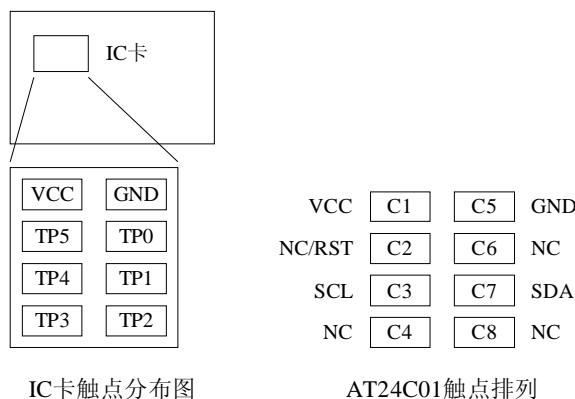 IC卡
VCC GND
TP5 TP0
TP4 TP1
TP3 TP2
IC卡触点分布图
VCC C1 C5 GND
NC/RST C2 C6 NC
SCL C3 C7 SDA
NC C4 C8 NC
AT24C01触点排列